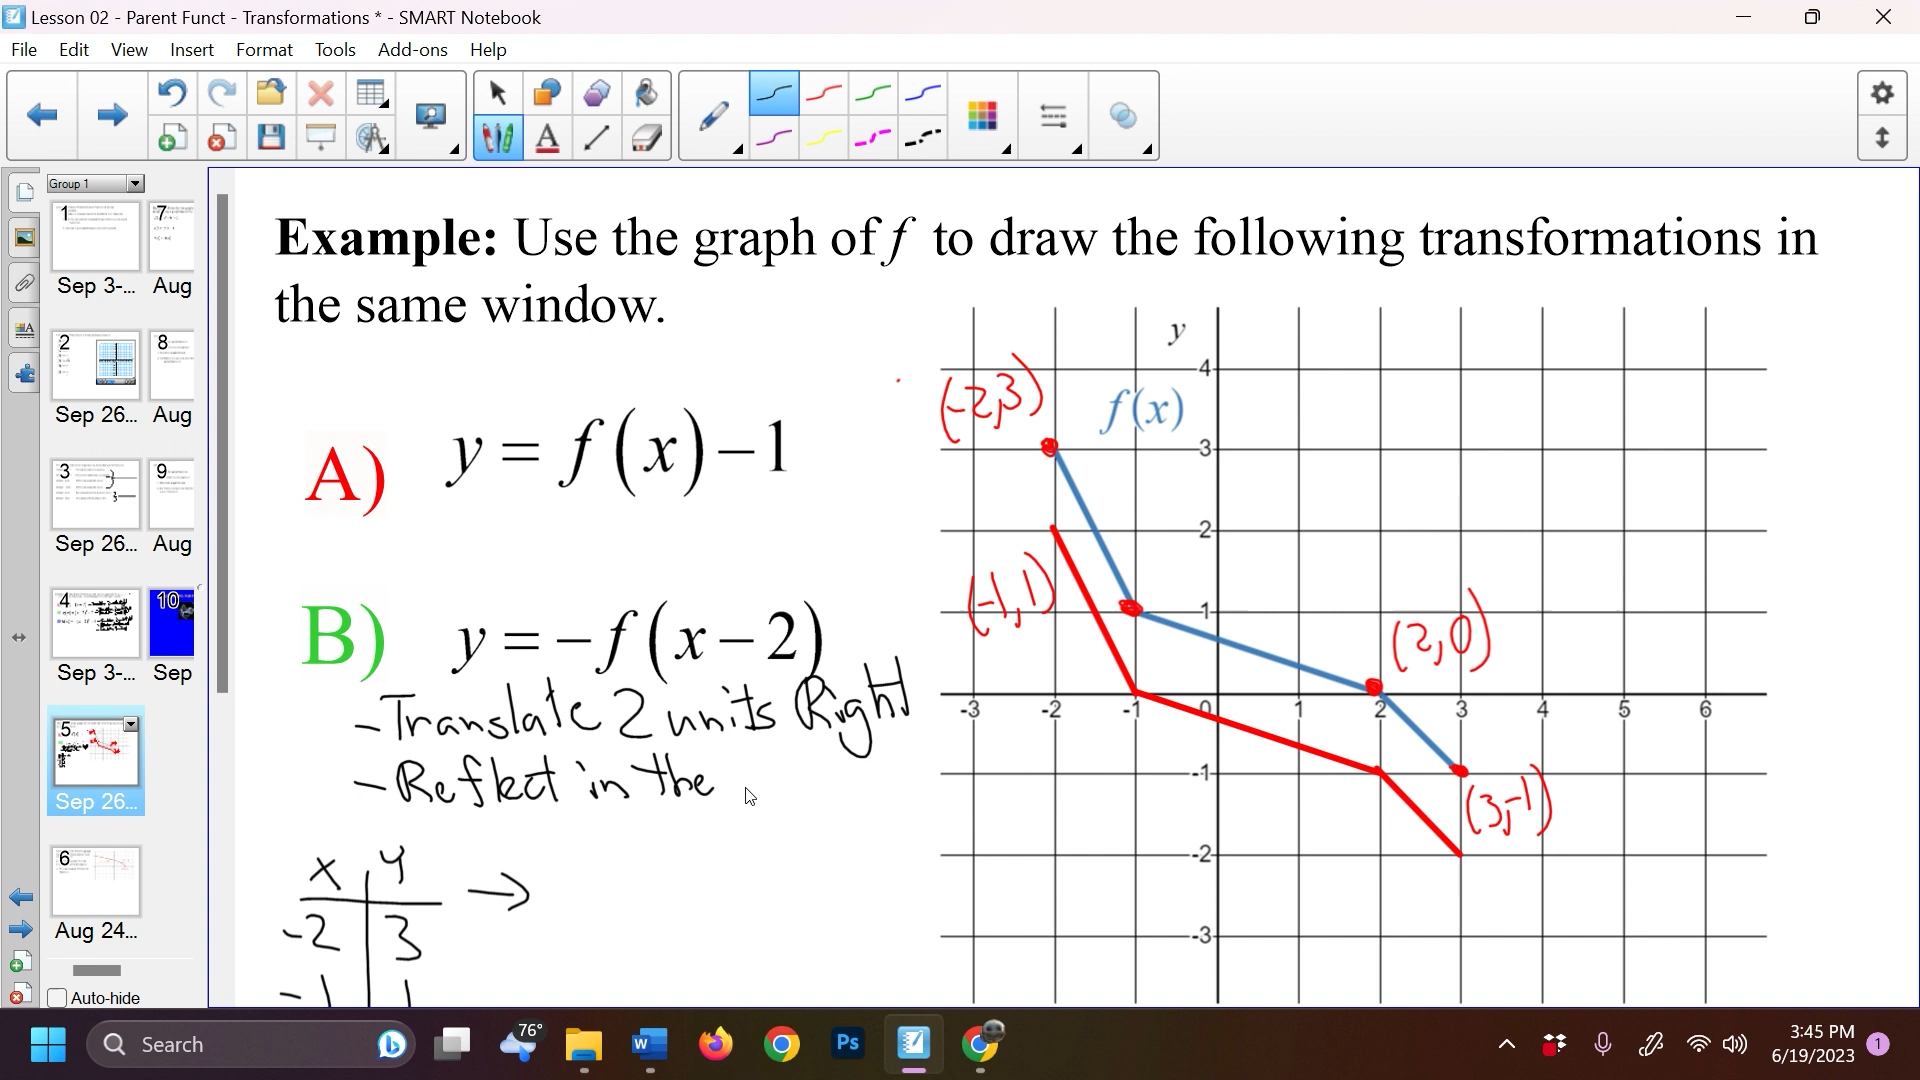 Lesson 02 - Parent Funct - Transformations * - SMART Notebook
File Edit View Insert Format Tools Add-ons Help
Group 1
1
Sep 3-...
7
Aug
2
Sep 26...
8
Aug
3
Sep 26...
9
Aug
4
Sep 3-...
10
Sep
5
Sep 26...
6
Aug 24...
Auto-hide
Example: Use the graph of f to draw the following transformations in
the same window.
A) y = f(x) − 1
B) y = −f(x − 2)
- Translate 2 units Right
- Reflect in the
x y →
-2 3
-1 1
y
f(x)
(-2,3)
(-1,1)
(2,0)
(3,-1)
4
3
2
1
-3 -2 -1 0 1 2 3 4 5 6
-1
-2
-3
Search
76°
Ps
3:45 PM
6/19/2023
1